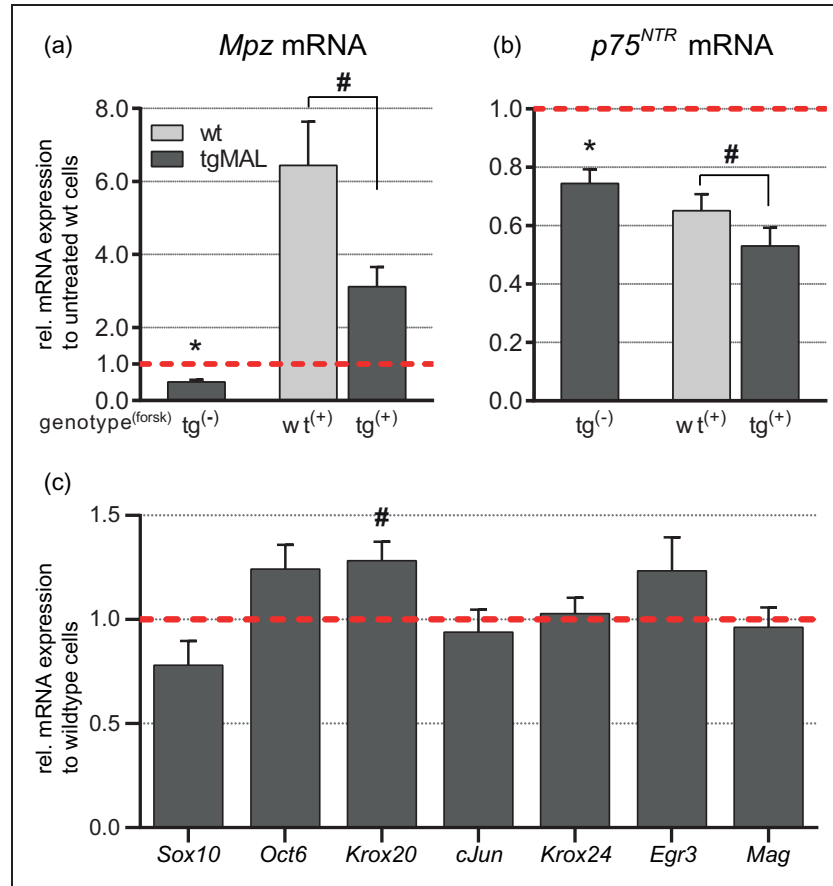 (a) Mpz mRNA
#
8.0
6.0
4.0
2.0
1.0
0.0
rel. mRNA expression
to untreated wt cells
wt
tgMAL
*
genotype(forsk) tg(-) wt(+) tg(+)
(b) p75NTR mRNA
1.0
0.8
0.6
0.4
0.2
0.0
*
#
tg(-) wt(+) tg(+)
(c)
1.5
1.0
0.5
0.0
rel. mRNA expression
to wildtype cells
#
Sox10 Oct6 Krox20 cJun Krox24 Egr3 Mag